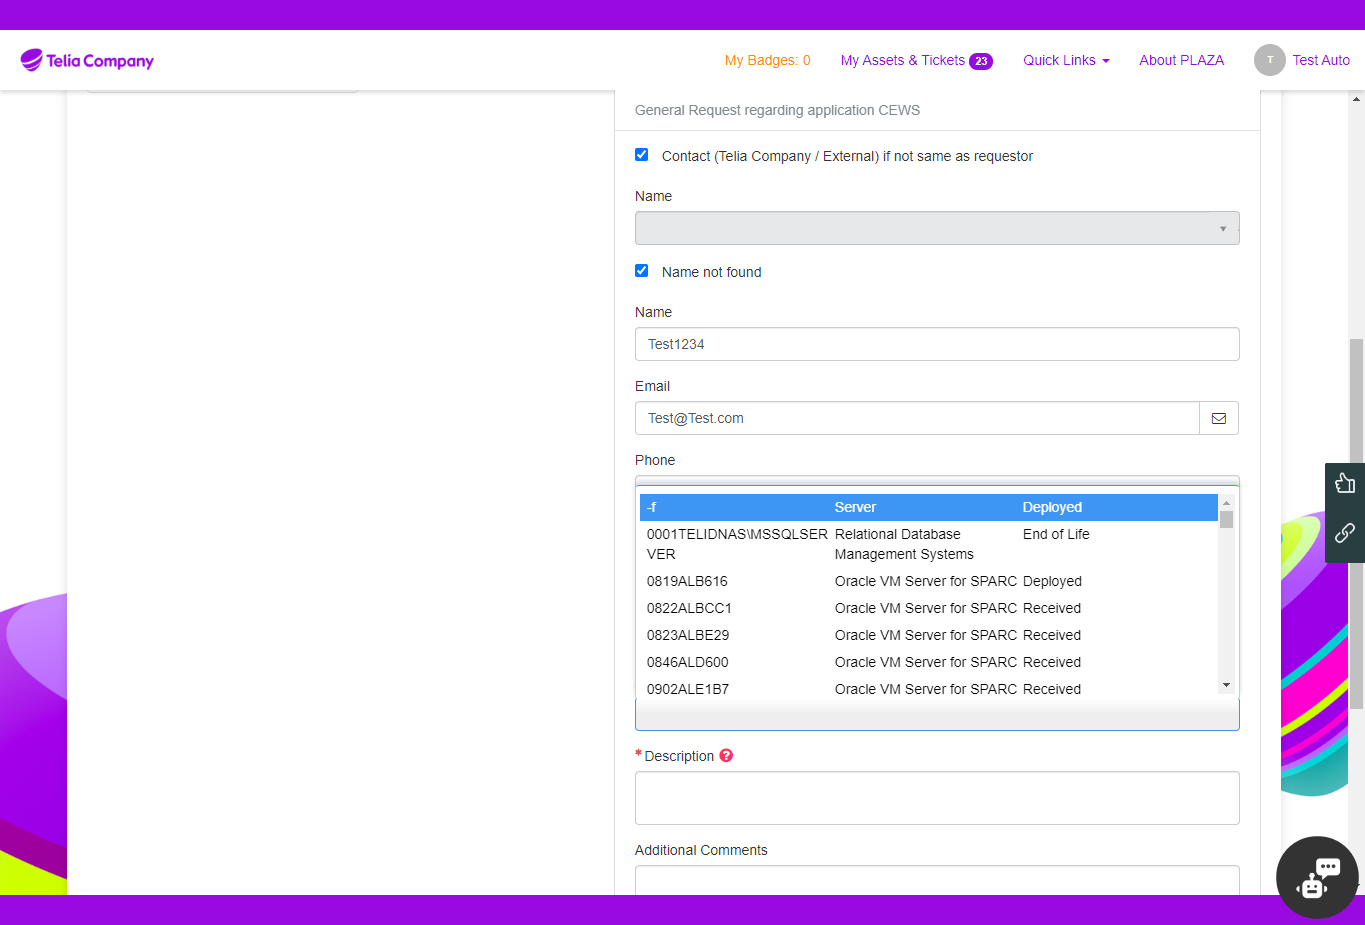 Telia Company
My Badges: 0
My Assets & Tickets 23
Quick Links
About PLAZA
T
Test Auto
General Request regarding application CEWS
Contact (Telia Company / External) if not same as requestor
Name
Name not found
Name
Test1234
Email
Test@Test.com
Phone
-f Server Deployed
0001TELIDNAS\MSSQLSER Relational Database End of Life
VER Management Systems
0819ALB616 Oracle VM Server for SPARC Deployed
0822ALBCC1 Oracle VM Server for SPARC Received
0823ALBE29 Oracle VM Server for SPARC Received
0846ALD600 Oracle VM Server for SPARC Received
0902ALE1B7 Oracle VM Server for SPARC Received
* Description ?
Additional Comments